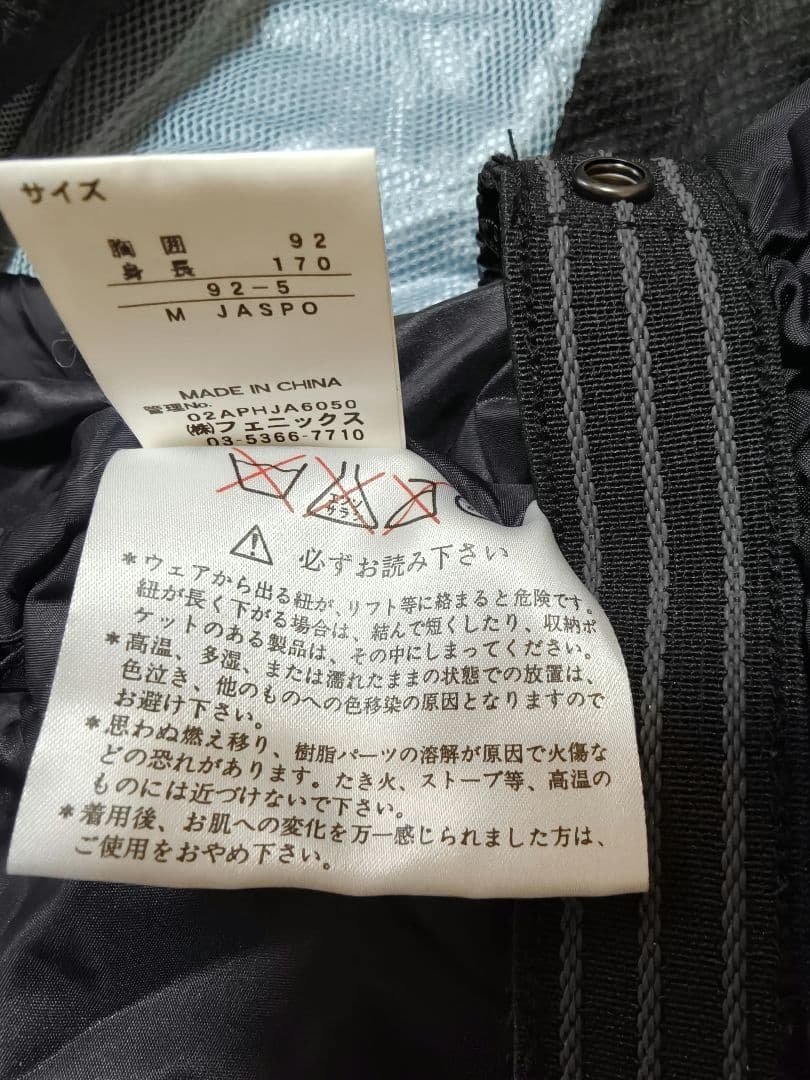 サイズ
胸囲 92
身長 170
92-5
M JASPO
MADE IN CHINA
管理No.
02APHJA6050
(株)フェニックス
03-5366-7710
エンソ
サラシ
必ずお読み下さい
*ウェアから出る紐が、リフト等に絡まると危険です。
紐が長く下がる場合は、結んで短くしたり、収納ポ
ケットのある製品は、その中にしまってください。
*高温、多湿、または濡れたままの状態での放置は、
色泣き、他のものへの色移染の原因となりますので
お避け下さい。
*思わぬ燃え移り、樹脂パーツの溶解が原因で火傷な
どの恐れがあります。たき火、ストーブ等、高温の
ものには近づけないで下さい。
*着用後、お肌への変化を万一感じられました方は、
ご使用をおやめ下さい。